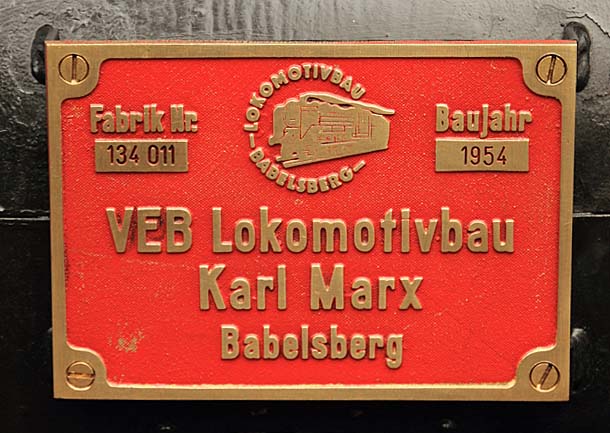 LOKOMOTIVBAU
BABELSBERG
Fabrik Nr.
134 011
Baujahr
1954
VEB Lokomotivbau
Karl Marx
Babelsberg